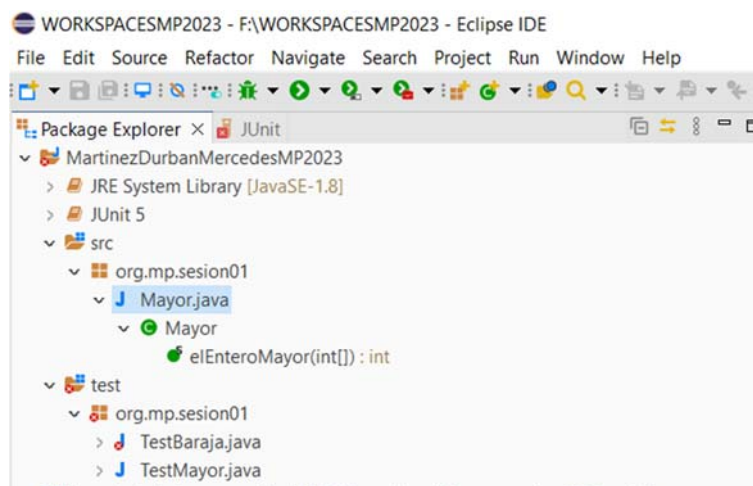 WORKSPACESMP2023 - F:\WORKSPACESMP2023 - Eclipse IDE
File Edit Source Refactor Navigate Search Project Run Window Help
Package Explorer JUnit
MartinezDurbanMercedesMP2023
JRE System Library [JavaSE-1.8]
JUnit 5
src
org.mp.sesion01
Mayor.java
Mayor
elEnteroMayor(int[]) : int
test
org.mp.sesion01
TestBaraja.java
TestMayor.java